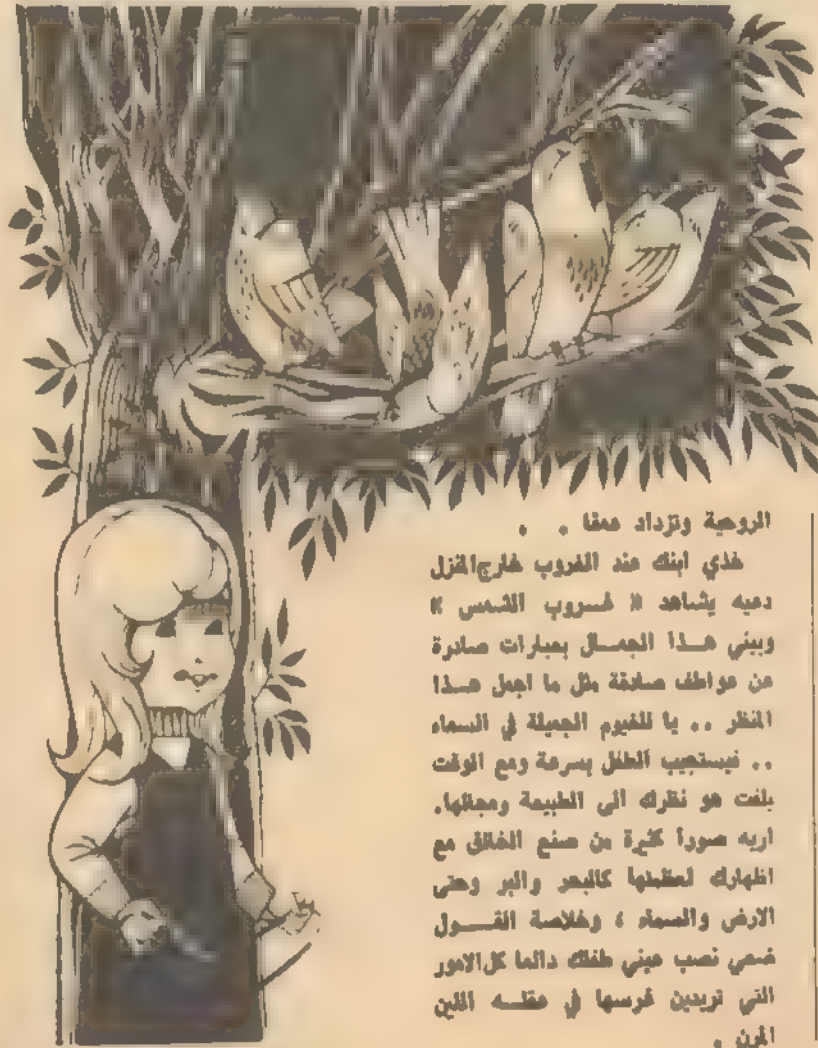 الروحية وتزداد عمقا . .
خذي ابنك عند الغروب خارج المنزل
دعيه يشاهد « غروب الشمس »
وبيني هذا الجمال بعبارات صادرة
عن عواطف صادقة مثل ما اجمل هذا
المنظر .. يا للغيوم الجميلة في السماء
.. فيستجيب الطفل بسرعة ومع الوقت
يلفت هو نظرك الى الطبيعة وجمالها.
اريه صوراً كثيرة من صنع الخالق مع
اظهارك لعظمتها كالبحر والبر وحتى
الارض والسماء ؛ وخلاصة القول
ضعي نصب عيني طفلك دائما كل الامور
التي تريدين غرسها في عقله اللين
المرن .